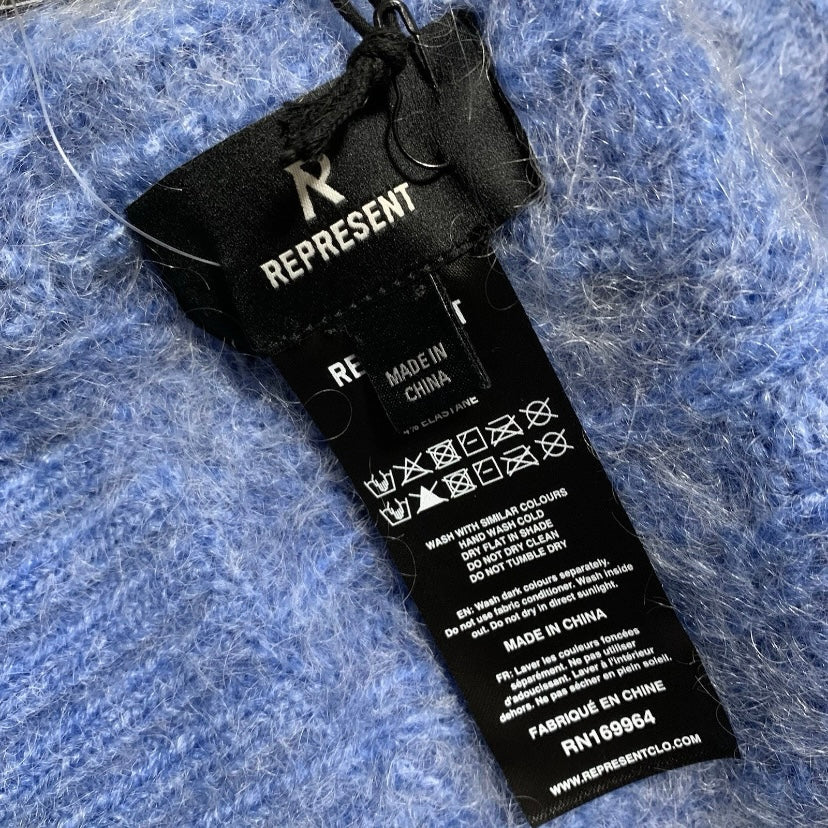 R
REPRESENT
RE T
MADE IN
CHINA
ELASTANE
WASH WITH SIMILAR COLOURS
HAND WASH COLD
DRY FLAT IN SHADE
DO NOT DRY CLEAN
DO NOT TUMBLE DRY
EN: Wash dark colours separately.
Do not use fabric conditioner. Wash inside
out. Do not dry in direct sunlight.
MADE IN CHINA
FR: Laver les couleurs foncées
séparément. Ne pas utiliser
d'adoucissant. Laver à l'intérieur
dehors. Ne pas sécher en plein soleil.
FABRIQUÉ EN CHINE
RN169964
WWW.REPRESENTCLO.COM